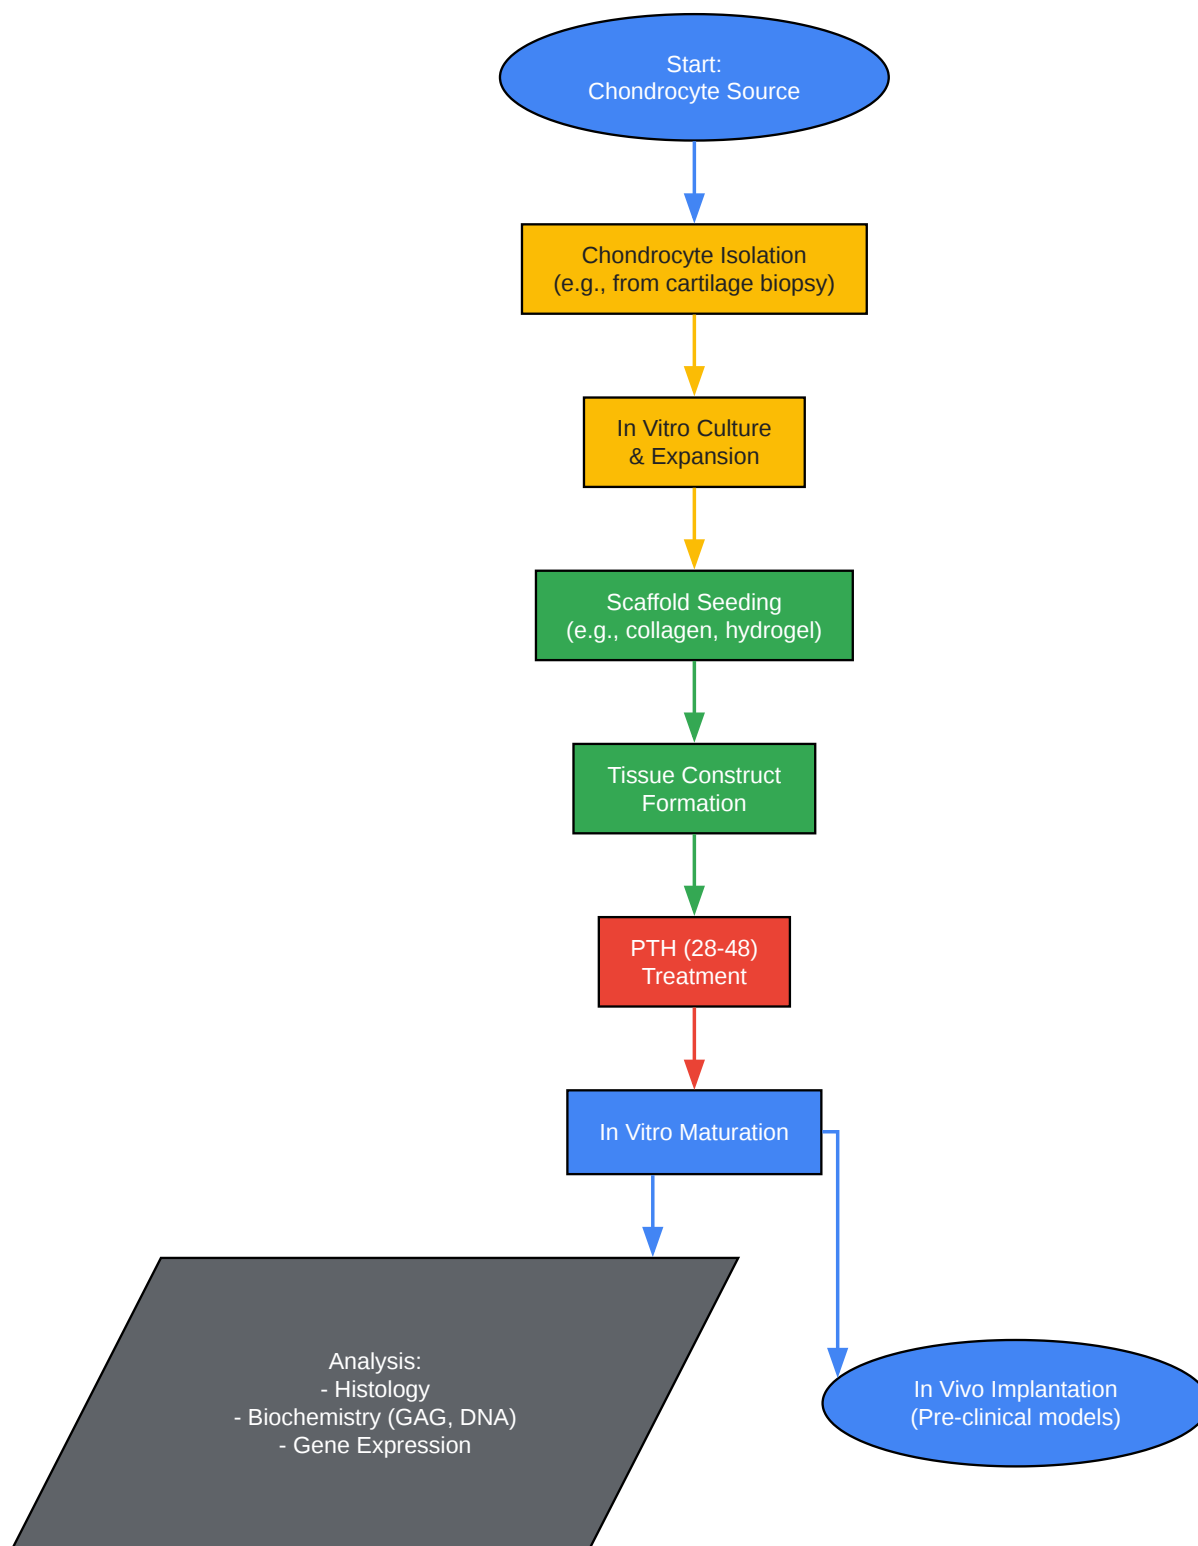 Start:
Chondrocyte Source
Chondrocyte Isolation
(e.g., from cartilage biopsy)
In Vitro Culture
& Expansion
Scaffold Seeding
(e.g., collagen, hydrogel)
Tissue Construct
Formation
PTH (28-48)
Treatment
In Vitro Maturation
Analysis:
- Histology
- Biochemistry (GAG, DNA)
- Gene Expression
In Vivo Implantation
(Pre-clinical models)